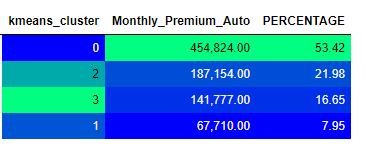 kmeans_cluster Monthly_Premium_Auto PERCENTAGE
0 454,824.00 53.42
2 187,154.00 21.98
3 141,777.00 16.65
1 67,710.00 7.95